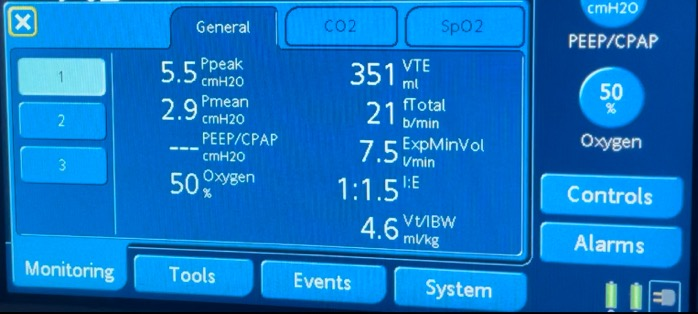 General
CO2
SpO2
cmH2O
PEEP/CPAP
1
2
3
5.5 Ppeak cmH2O
2.9 Pmean cmH2O
--- PEEP/CPAP cmH2O
50 Oxygen %
351 VTE ml
21 fTotal b/min
7.5 ExpMinVol l/min
1:1.5 I:E
4.6 Vt/IBW ml/kg
50
%
Oxygen
Controls
Alarms
Monitoring
Tools
Events
System